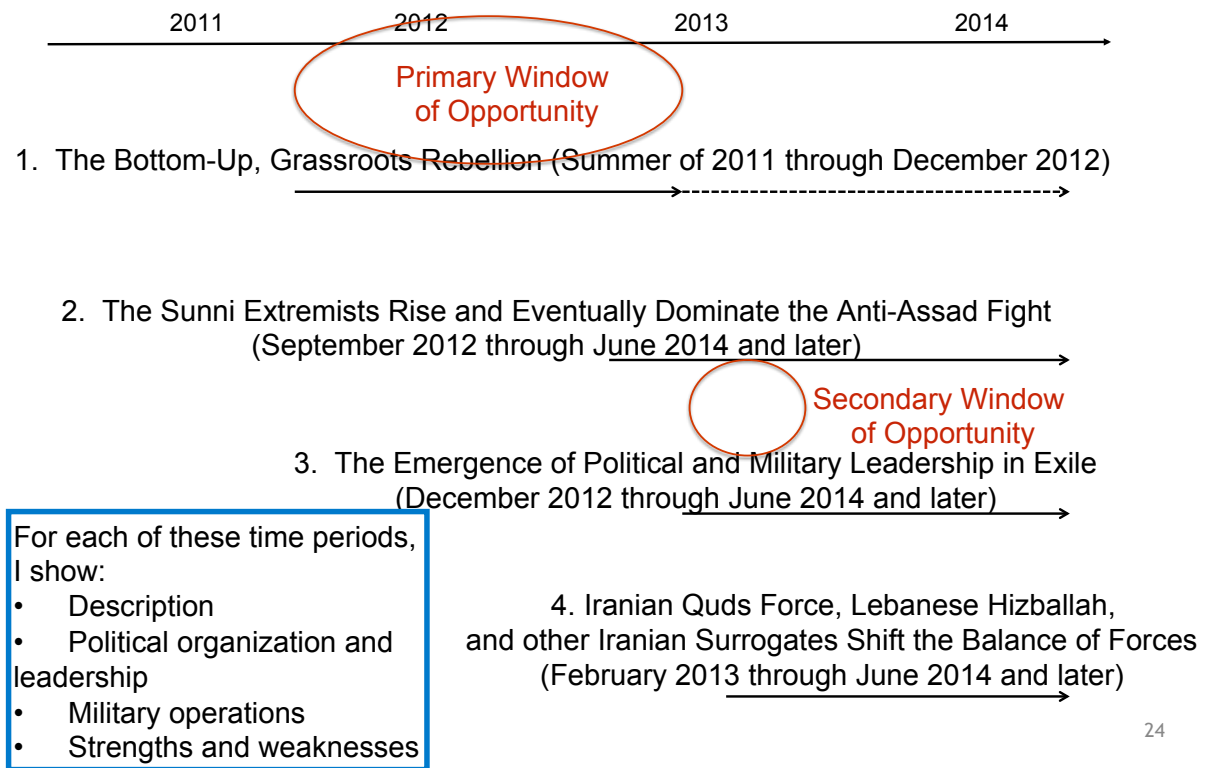 2011 2012 2013 2014
Primary Window
of Opportunity
1. The Bottom-Up, Grassroots Rebellion (Summer of 2011 through December 2012)
2. The Sunni Extremists Rise and Eventually Dominate the Anti-Assad Fight
(September 2012 through June 2014 and later)
Secondary Window
of Opportunity
3. The Emergence of Political and Military Leadership in Exile
(December 2012 through June 2014 and later)
For each of these time periods,
I show:
• Description
• Political organization and
leadership
• Military operations
• Strengths and weaknesses
4. Iranian Quds Force, Lebanese Hizballah,
and other Iranian Surrogates Shift the Balance of Forces
(February 2013 through June 2014 and later)
24